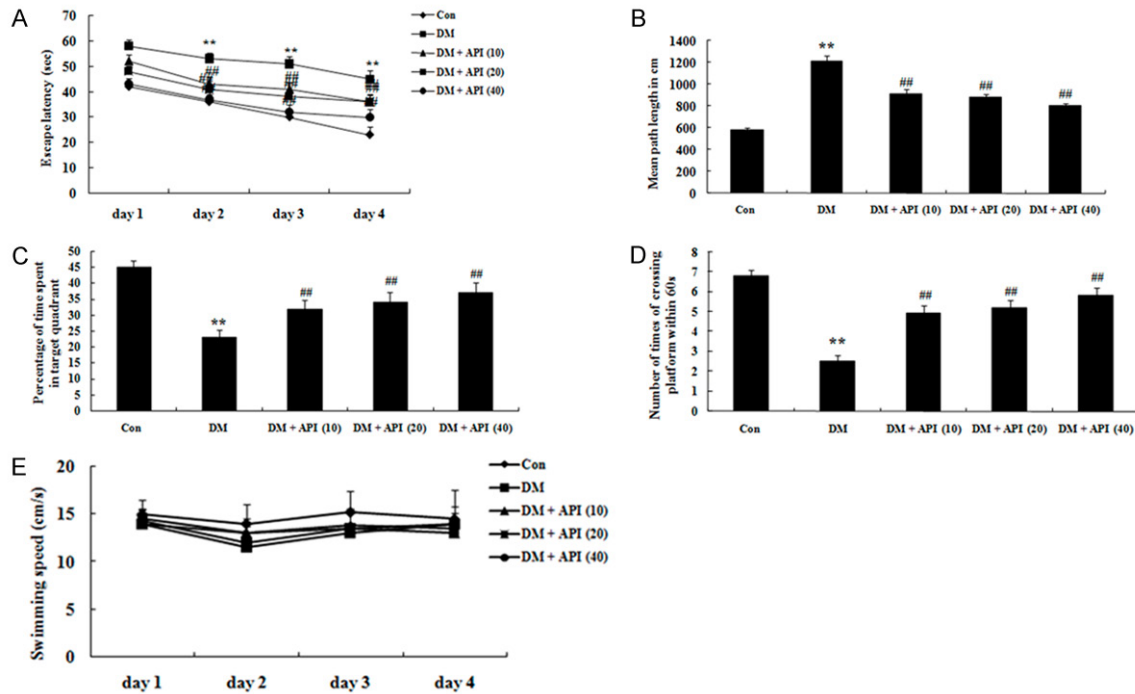 A
Escape latency (sec)
70
60
50
40
30
20
10
0
** ** **
## ##
## ## ##
## ##
day 1 day 2 day 3 day 4
Con
DM
DM + API (10)
DM + API (20)
DM + API (40)
B
Mean path length in cm
1400
1200
1000
800
600
400
200
0
**
## ## ##
Con DM DM + API (10) DM + API (20) DM + API (40)
C
Percentage of time spent
in target quadrant
50
45
40
35
30
25
20
15
10
5
0
**
## ## ##
Con DM DM + API (10) DM + API (20) DM + API (40)
D
Number of times of crossing
platform within 60s
8
7
6
5
4
3
2
1
0
**
## ## ##
Con DM DM + API (10) DM + API (20) DM + API (40)
E
Swimming speed (cm/s)
20
15
10
5
0
day 1 day 2 day 3 day 4
Con
DM
DM + API (10)
DM + API (20)
DM + API (40)